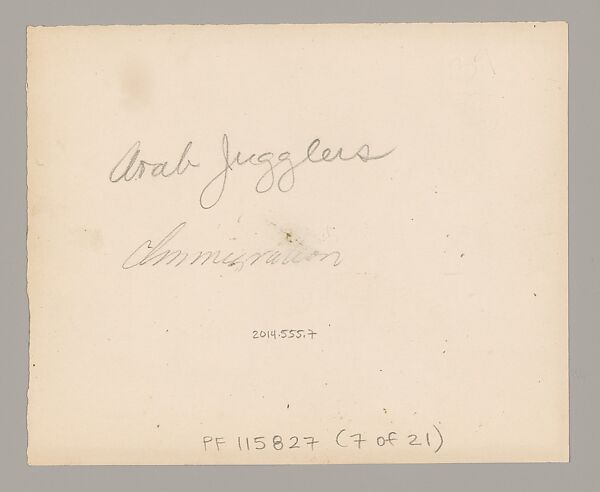 Arab Jugglers
Immigration
2014.555.7
PF 115827 (7 of 21)